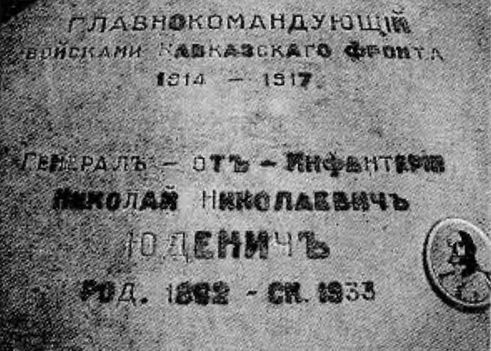 ГЛАВНОКОМАНДУЮЩІЙ
ВОЙСКАМИ КАВКАЗСКАГО ФРОНТА
1914 – 1917.
ГЕНЕРАЛЪ – ОТЪ – ИНФАНТЕРІИ
НИКОЛАЙ НИКОЛАЕВИЧЪ
ЮДЕНИЧЪ
РОД. 1862 - СК. 1933